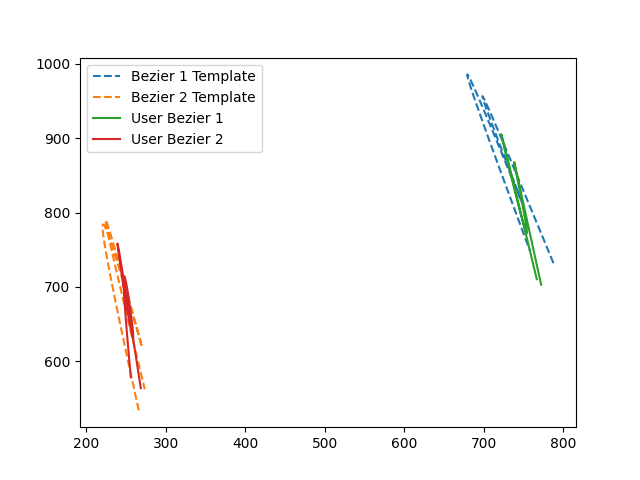 1000
900
800
700
600
200 300 400 500 600 700 800
Bezier 1 Template
Bezier 2 Template
User Bezier 1
User Bezier 2